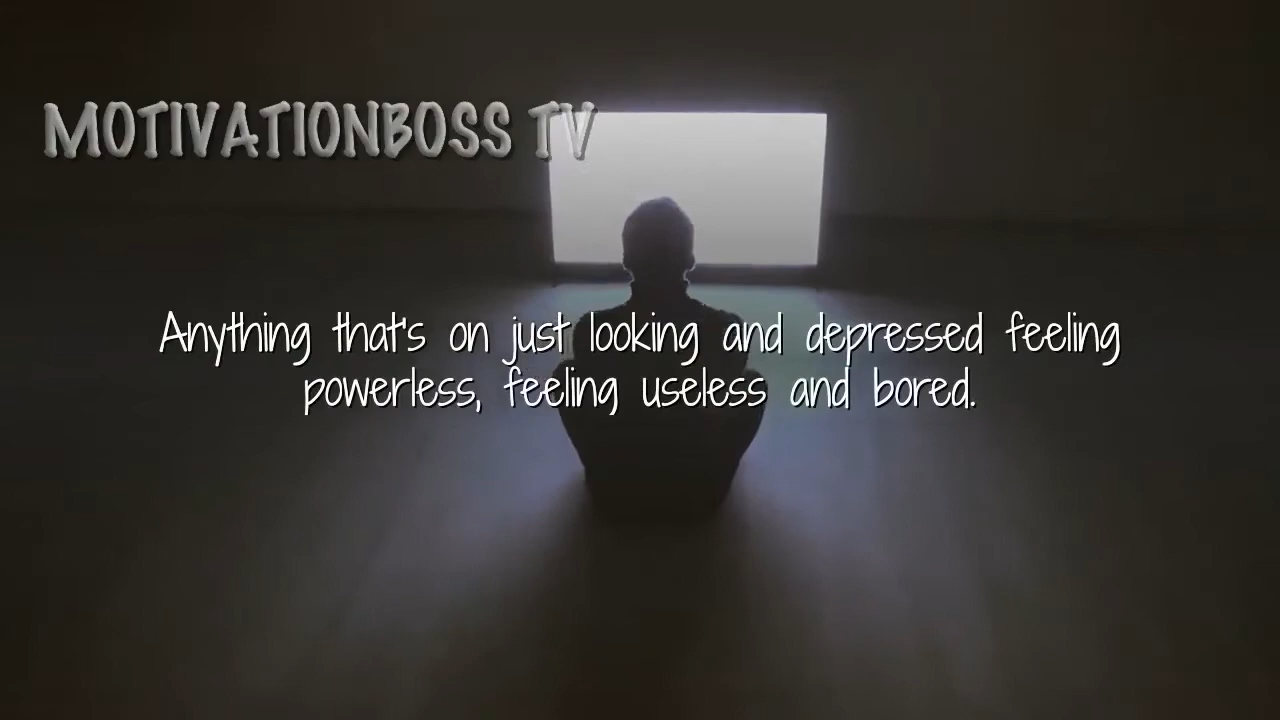 MOTIVATIONBOSS TV
Anything that's on just looking and depressed feeling
powerless, feeling useless and bored.